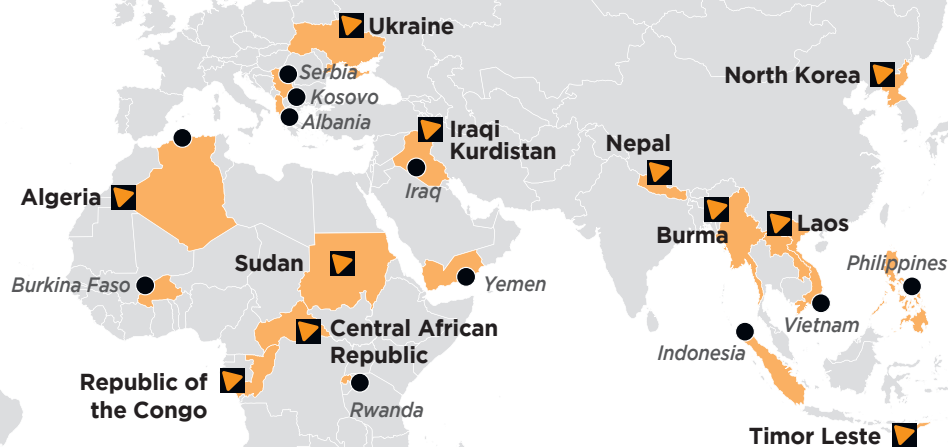 Ukraine
Serbia
North Korea
Kosovo
Albania
Iraqi
Kurdistan
Nepal
Iraq
Algeria
Burma
Laos
Sudan
Philippines
Burkina Faso
Yemen
Vietnam
Central African
Republic
Indonesia
Republic of
the Congo
Rwanda
Timor Leste